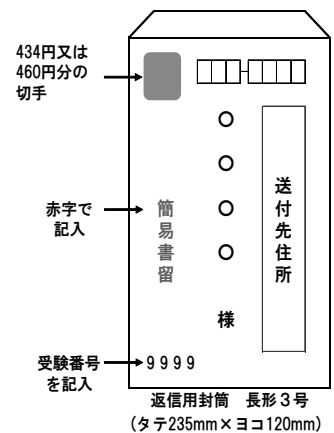 434円又は
460円分の
切手
○○○○ 様
送付先住所
赤字で
記入
簡易書留
受験番号
を記入
9999
返信用封筒 長形3号
(タテ235mm×ヨコ120mm)